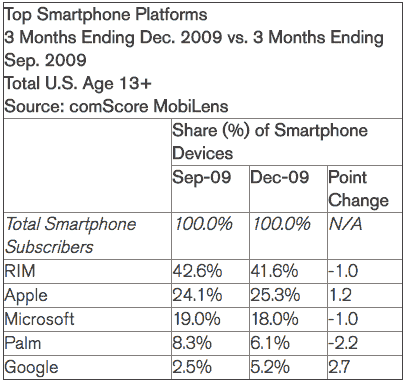 Top Smartphone Platforms
3 Months Ending Dec. 2009 vs. 3 Months Ending
Sep. 2009
Total U.S. Age 13+
Source: comScore MobiLens
Share (%) of Smartphone
Devices
Sep-09 Dec-09 Point
Change
Total Smartphone 100.0% 100.0% N/A
Subscribers
RIM 42.6% 41.6% -1.0
Apple 24.1% 25.3% 1.2
Microsoft 19.0% 18.0% -1.0
Palm 8.3% 6.1% -2.2
Google 2.5% 5.2% 2.7